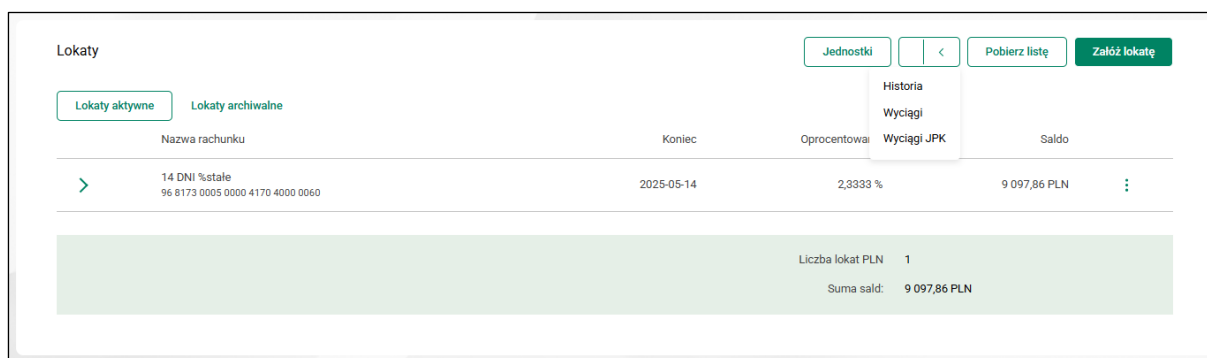 Lokaty
Jednostki
Pobierz listę
Załóż lokatę
Historia
Wyciągi
Wyciągi JPK
Lokaty aktywne
Lokaty archiwalne
Nazwa rachunku Koniec Saldo
14 DNI %stałe
96 8173 0005 0000 4170 4000 0060
2025-05-14 2,3333 % 9 097,86 PLN
Liczba lokat PLN 1
Suma sald: 9 097,86 PLN